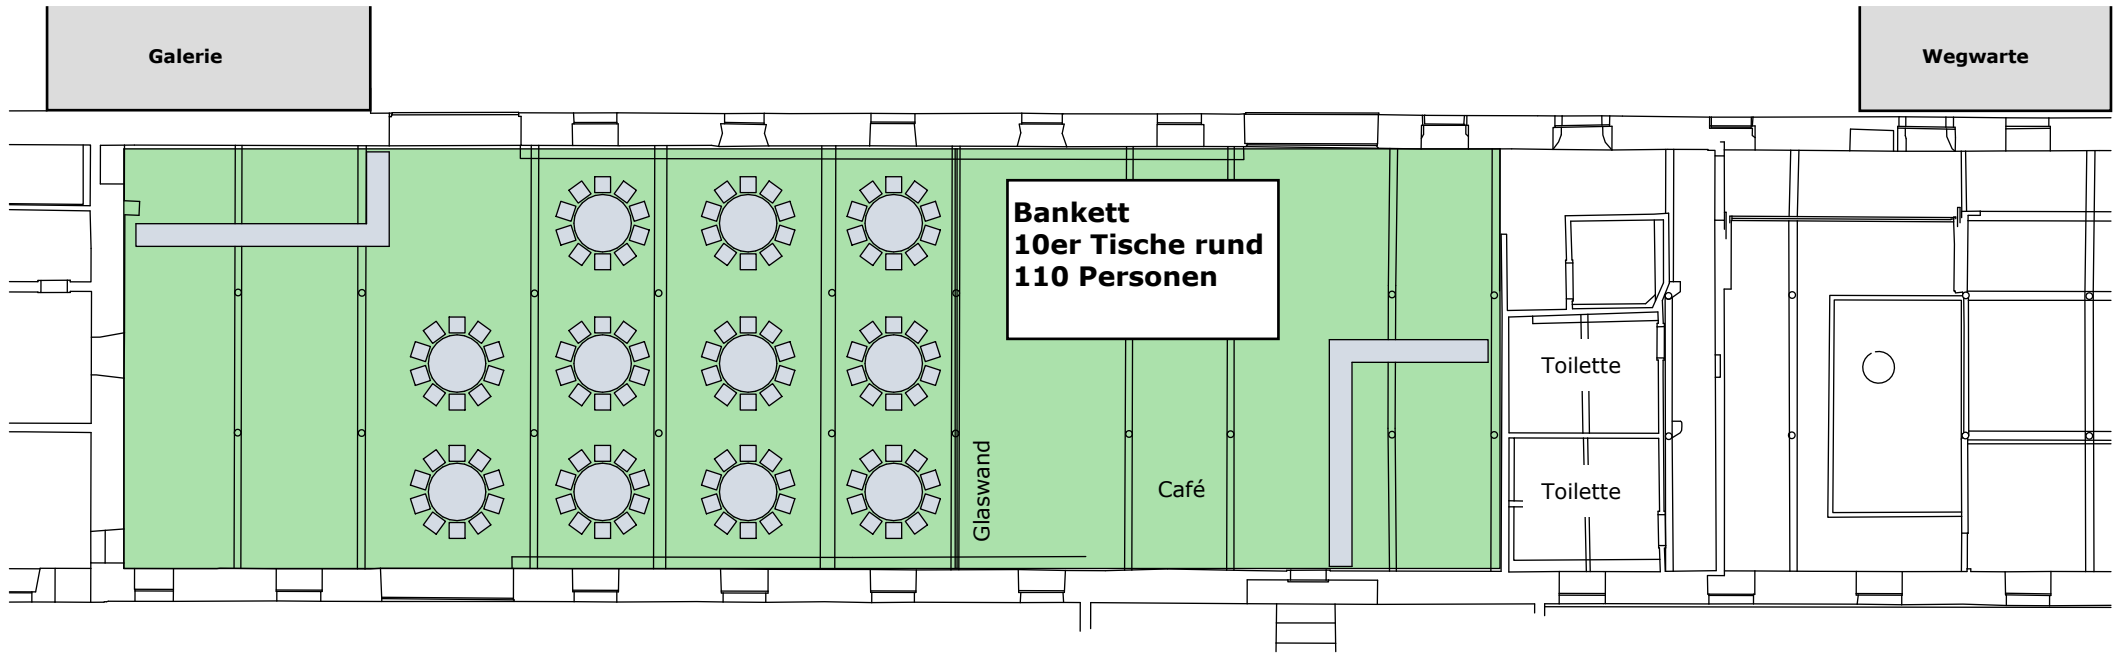 Galerie
Wegwarte
Bankett
10er Tische rund
110 Personen
Toilette
Glaswand
Café
Toilette